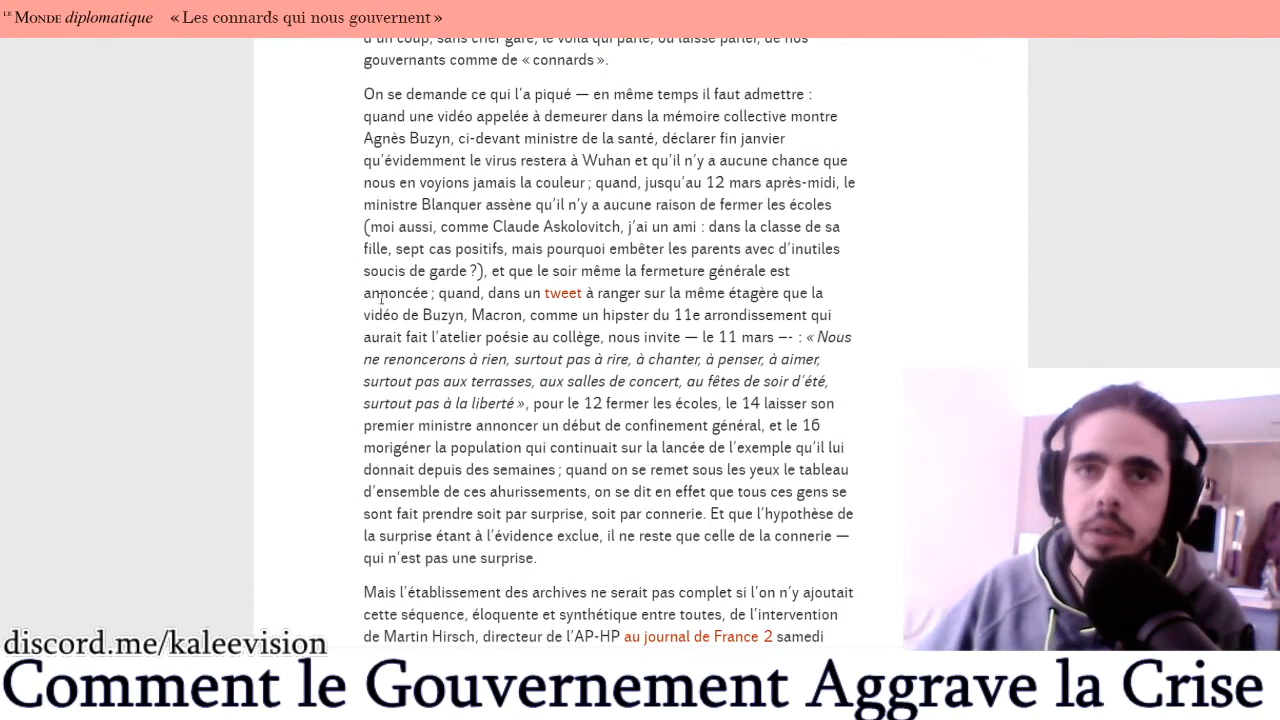 LE MONDE diplomatique « Les connards qui nous gouvernent »
d'un coup, sans crier gare, le voilà qui parle, ou laisse parler, de nos
gouvernants comme de « connards ».
On se demande ce qui l'a piqué — en même temps il faut admettre :
quand une vidéo appelée à demeurer dans la mémoire collective montre
Agnès Buzyn, ci-devant ministre de la santé, déclarer fin janvier
qu'évidemment le virus restera à Wuhan et qu'il n'y a aucune chance que
nous en voyions jamais la couleur ; quand, jusqu'au 12 mars après-midi, le
ministre Blanquer assène qu'il n'y a aucune raison de fermer les écoles
(moi aussi, comme Claude Askolovitch, j'ai un ami : dans la classe de sa
fille, sept cas positifs, mais pourquoi embêter les parents avec d'inutiles
soucis de garde ?), et que le soir même la fermeture générale est
annoncée ; quand, dans un tweet à ranger sur la même étagère que la
vidéo de Buzyn, Macron, comme un hipster du 11e arrondissement qui
aurait fait l'atelier poésie au collège, nous invite — le 11 mars –- : « Nous
ne renoncerons à rien, surtout pas à rire, à chanter, à penser, à aimer,
surtout pas aux terrasses, aux salles de concert, au fêtes de soir d'été,
surtout pas à la liberté », pour le 12 fermer les écoles, le 14 laisser son
premier ministre annoncer un début de confinement général, et le 16
morigéner la population qui continuait sur la lancée de l'exemple qu'il lui
donnait depuis des semaines ; quand on se remet sous les yeux le tableau
d'ensemble de ces ahurissements, on se dit en effet que tous ces gens se
sont fait prendre soit par surprise, soit par connerie. Et que l'hypothèse de
la surprise étant à l'évidence exclue, il ne reste que celle de la connerie —
qui n'est pas une surprise.
Mais l'établissement des archives ne serait pas complet si l'on n'y ajoutait
cette séquence, éloquente et synthétique entre toutes, de l'intervention
de Martin Hirsch, directeur de l'AP-HP au journal de France 2 samedi
discord.me/kaleevision
Comment le Gouvernement Aggrave la Crise